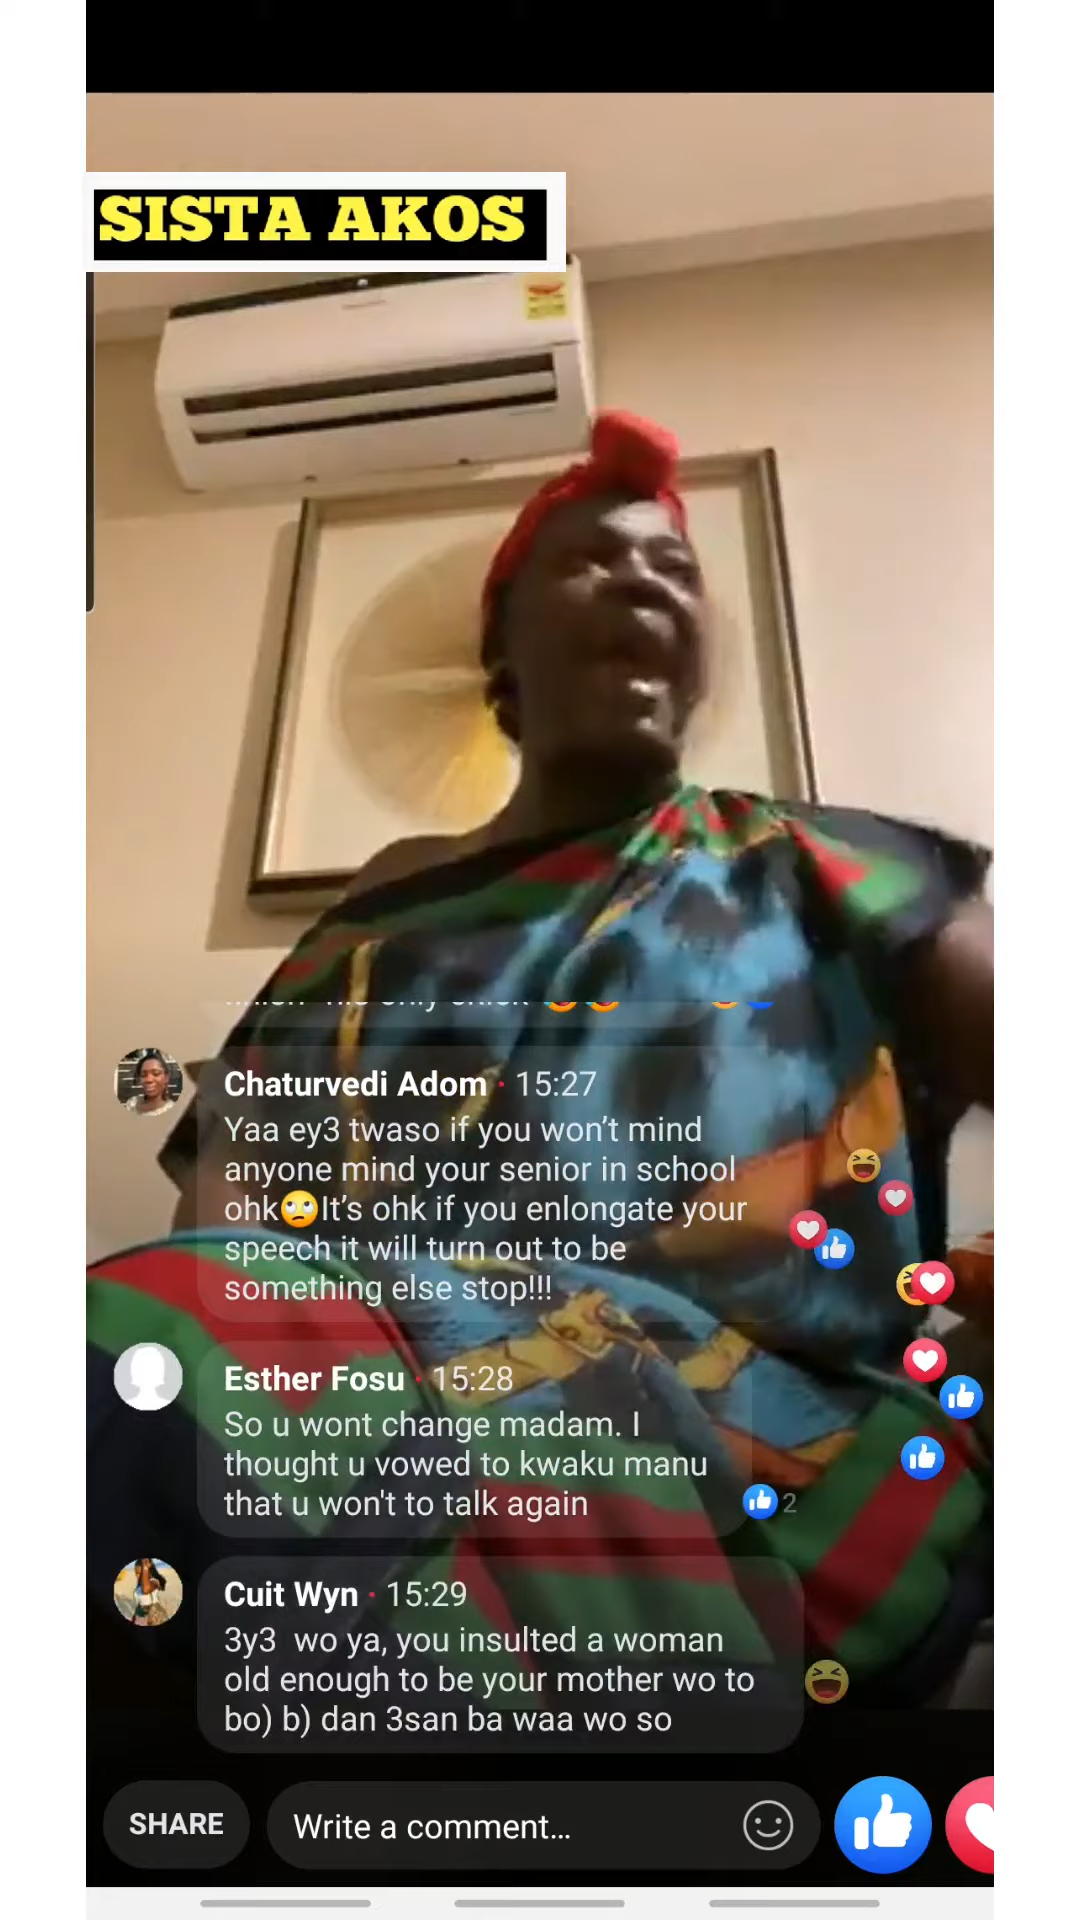 SISTA AKOS
Chaturvedi Adom · 15:27
Yaa ey3 twaso if you won’t mind
anyone mind your senior in school
ohk🙄It’s ohk if you enlongate your
speech it will turn out to be
something else stop!!!
Esther Fosu · 15:28
So u wont change madam. I
thought u vowed to kwaku manu
that u won't to talk again
2
Cuit Wyn · 15:29
3y3  wo ya, you insulted a woman
old enough to be your mother wo to
bo) b) dan 3san ba waa wo so
SHARE
Write a comment...